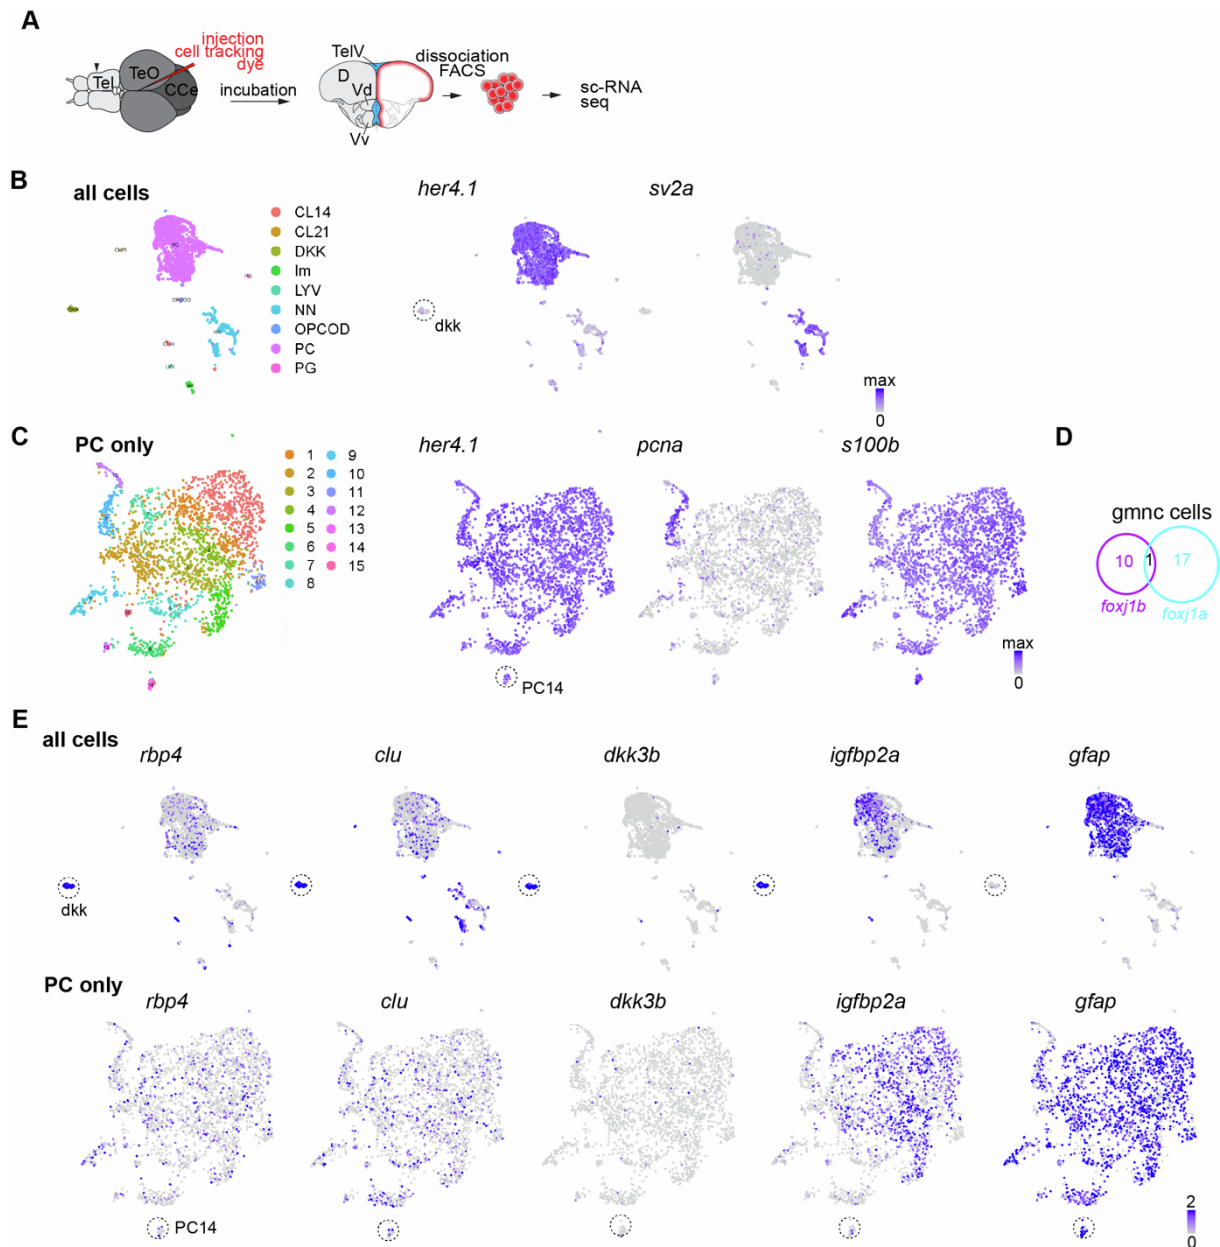 A
injection
cell tracking
dye
Tel
TeO
CCe
incubation
TelV
D
Vd
Vv
dissociation
FACS
sc-RNA
seq
B
all cells
CL14
CL21
DKK
Im
LYV
NN
OPCOD
PC
PG
her4.1
dkk
sv2a
max
0
C
PC only
1
2
3
4
5
6
7
8
9
10
11
12
13
14
15
her4.1
PC14
pcna
s100b
max
0
D
gmnc cells
10
1
17
foxj1b
foxj1a
E
all cells
rbp4
clu
dkk3b
igfbp2a
gfap
dkk
PC only
rbp4
clu
dkk3b
igfbp2a
gfap
PC14
2
0